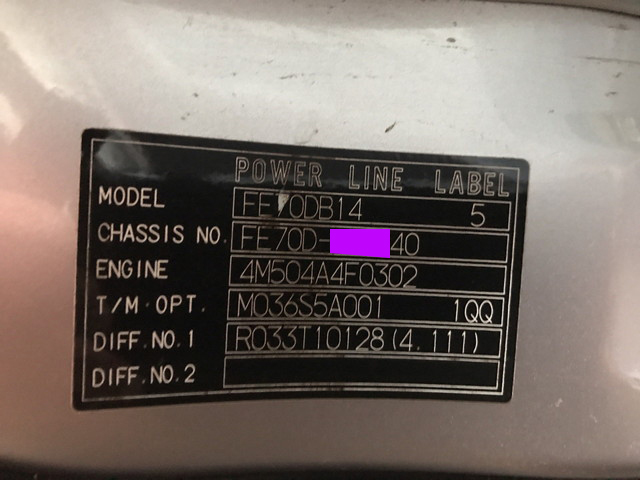 POWER LINE LABEL
MODEL FE70DB14 5
CHASSIS NO. FE70D- 40
ENGINE 4M504A4F0302
T/M·OPT. M036S5A001 1QQ
DIFF.NO.1 R033T10128(4.111)
DIFF.NO.2